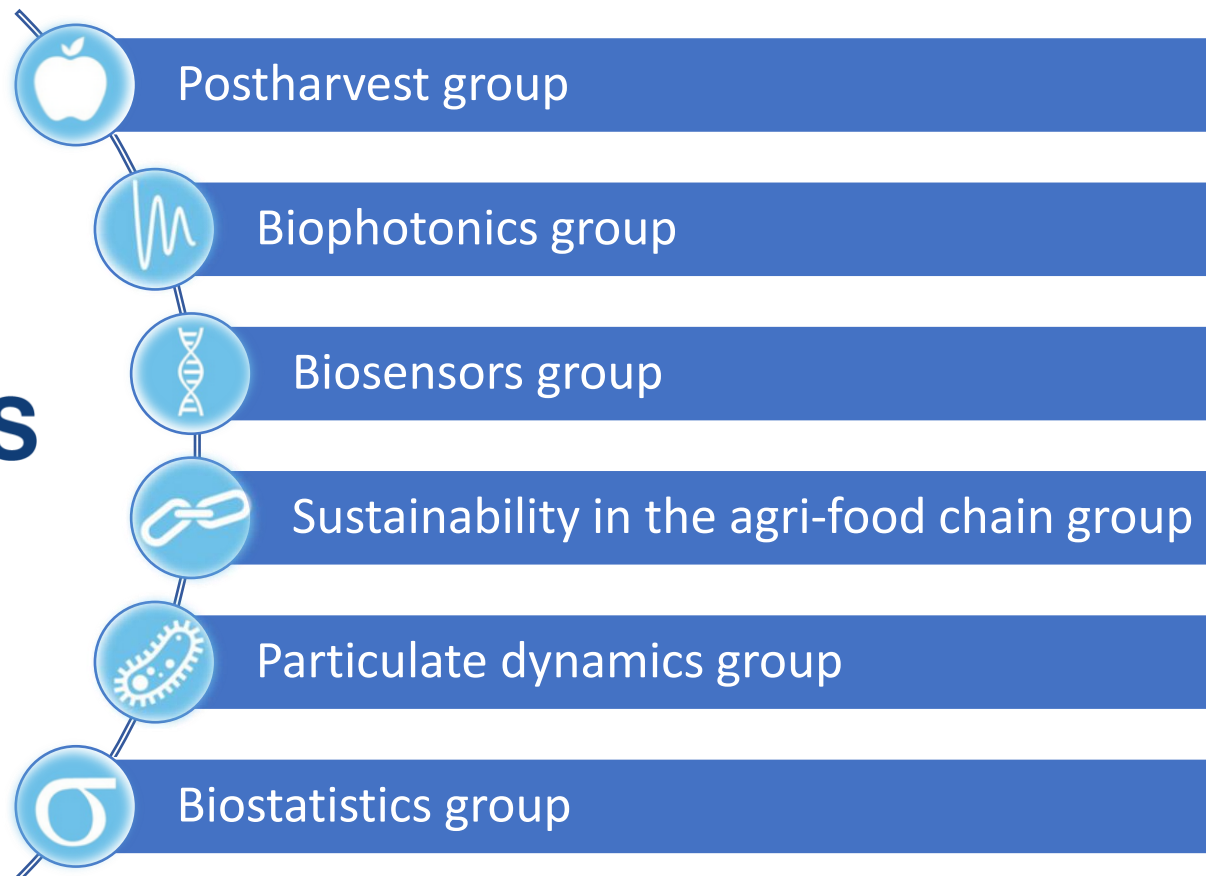 Postharvest group
Biophotonics group
Biosensors group
s
Sustainability in the agri-food chain group
Particulate dynamics group
Biostatistics group
σ